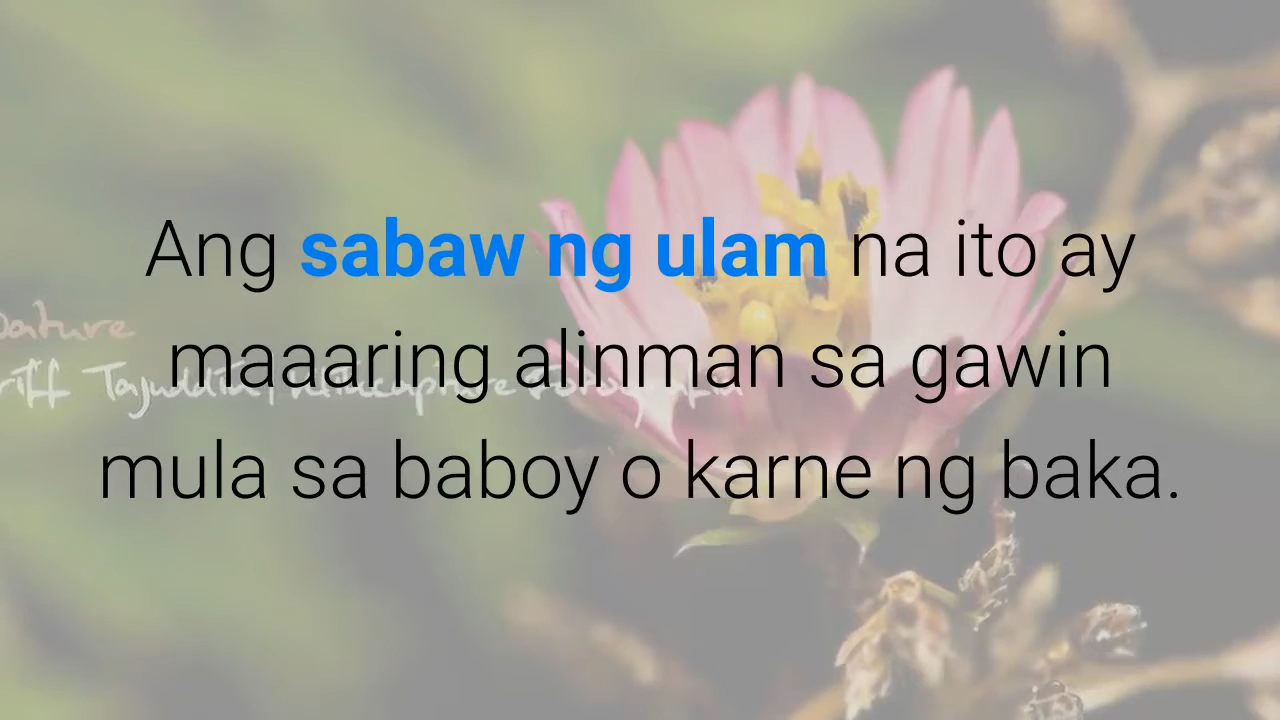 Ang sabaw ng ulam na ito ay
maaaring alinman sa gawin
mula sa baboy o karne ng baka.